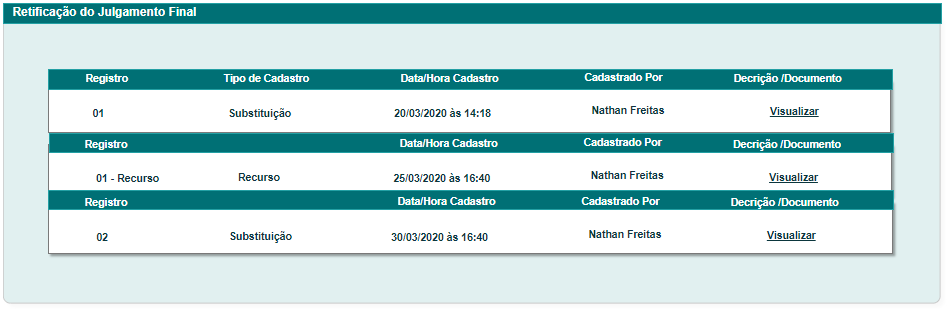 Retificação do Julgamento Final
Registro Tipo de Cadastro Data/Hora Cadastro Cadastrado Por Decrição /Documento
01 Substituição 20/03/2020 às 14:18 Nathan Freitas Visualizar
Registro Data/Hora Cadastro Cadastrado Por Decrição /Documento
01 - Recurso Recurso 25/03/2020 às 16:40 Nathan Freitas Visualizar
Registro Data/Hora Cadastro Cadastrado Por Decrição /Documento
02 Substituição 30/03/2020 às 16:40 Nathan Freitas Visualizar